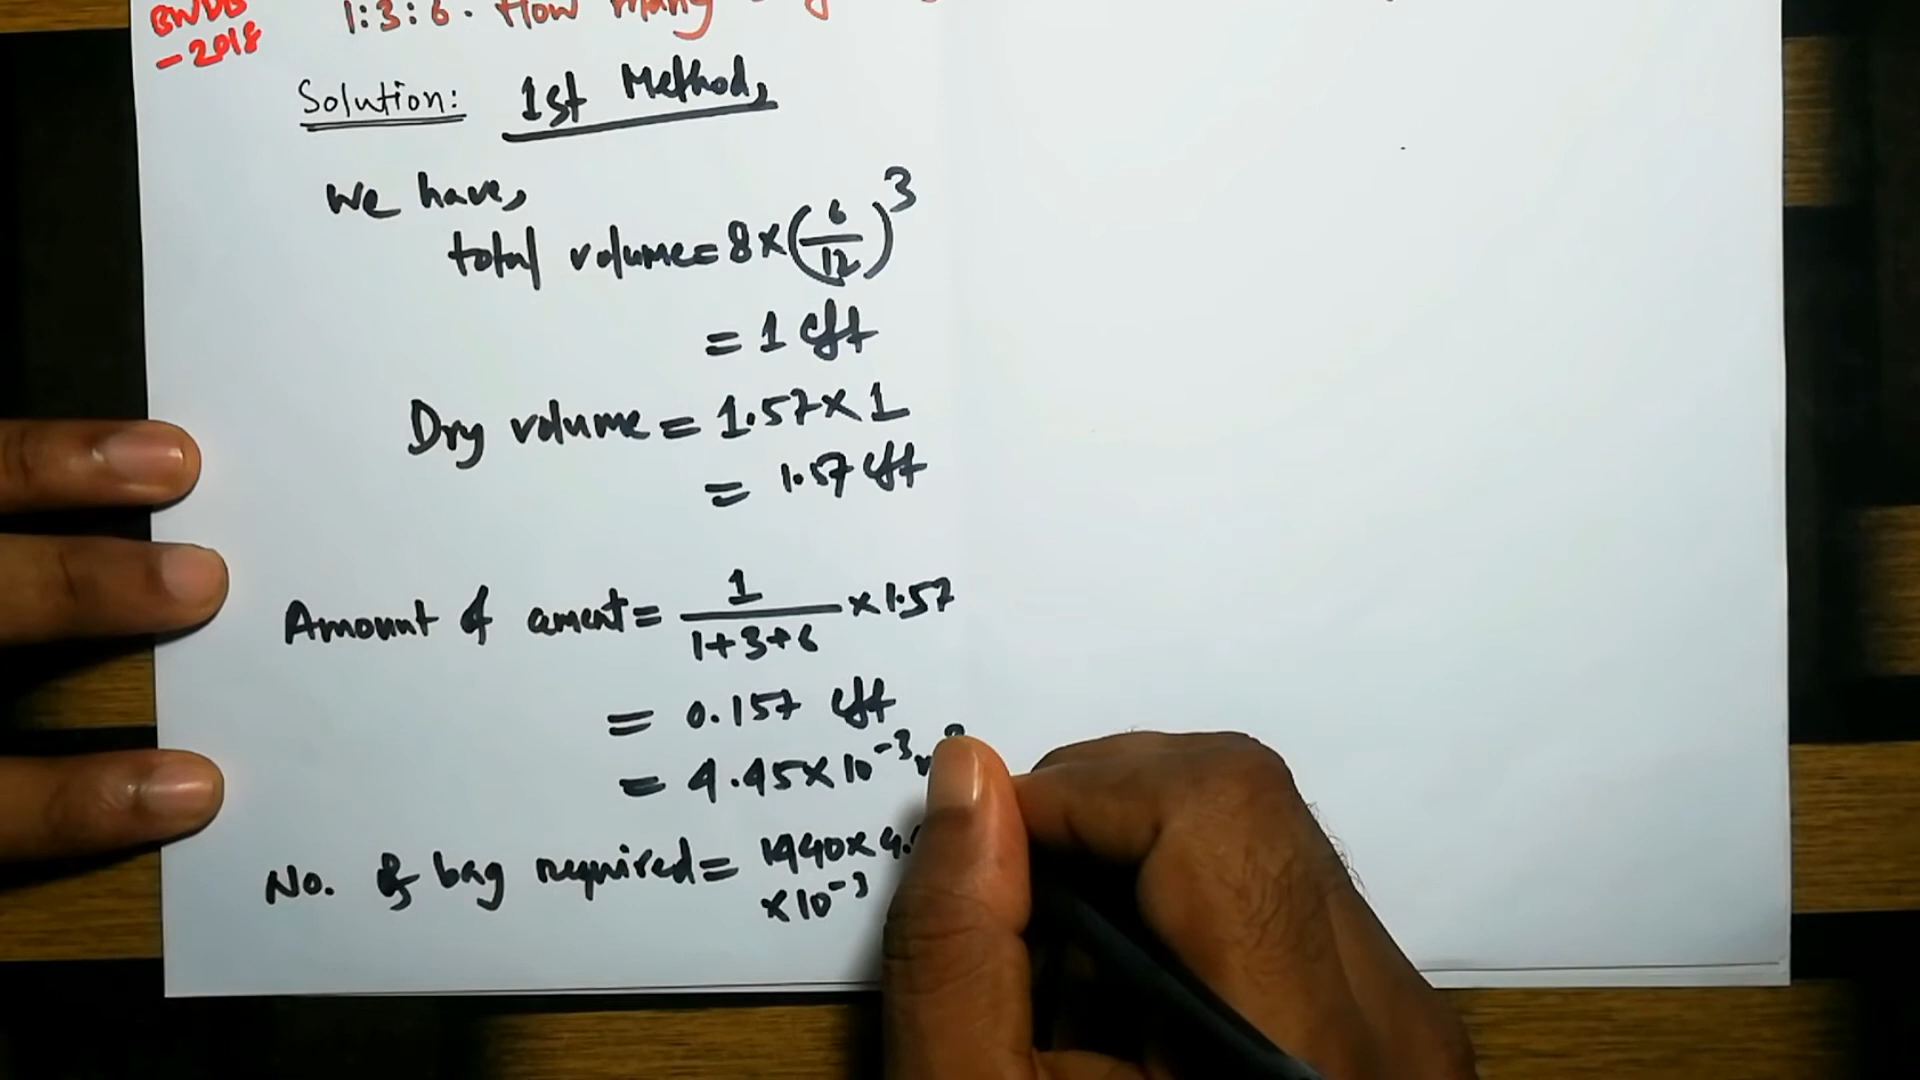 BWDB
-2018
1:3:6. How many
Solution: 1st Method,
We have,
total volume = 8×(6/12)^3
= 1 cft
Dry volume = 1.57×1
= 1.57 cft
Amount of cement = 1/(1+3+6) ×1.57
= 0.157 cft
= 4.45×10^-3
No. of bag required = 1440×4.
×10^-3